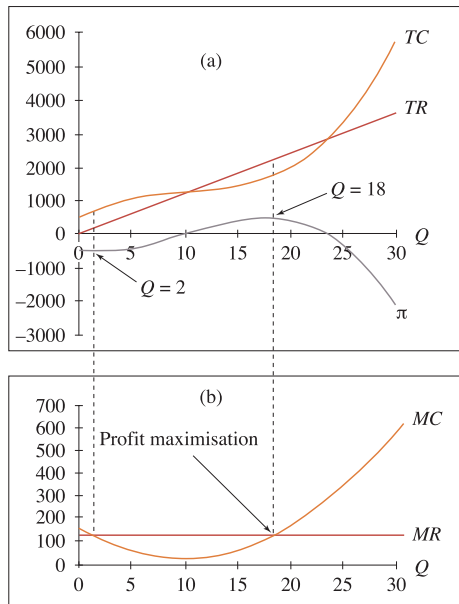 6000
5000
4000
3000
2000
1000
0
−1000
−2000
−3000
(a)
TC
TR
Q = 18
Q
0 5 10 15 20 25 30
Q = 2
π
700
600
500
400
300
200
100
0
(b)
MC
Profit maximisation
MR
Q
0 5 10 15 20 25 30